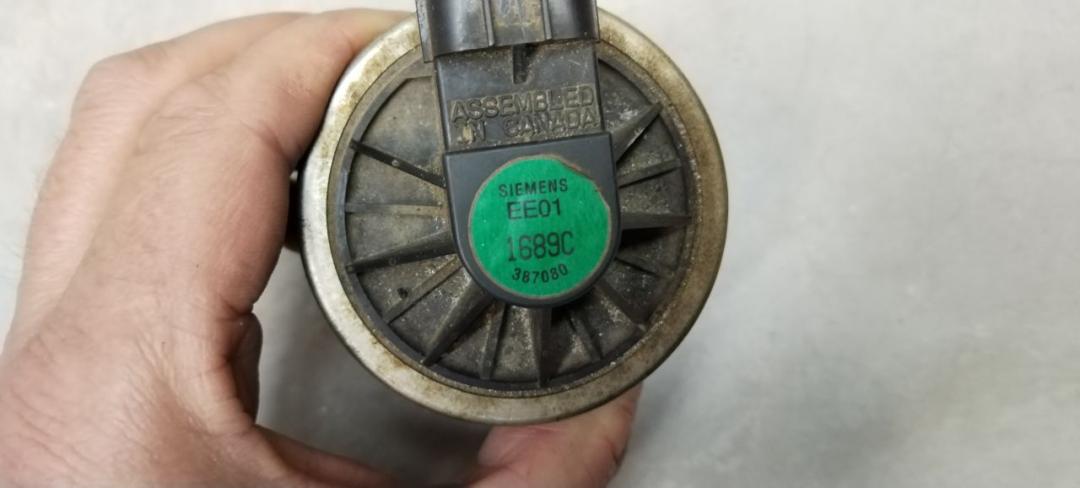 ASSEMBLED
IN CANADA
SIEMENS
EE01
1689C
387080